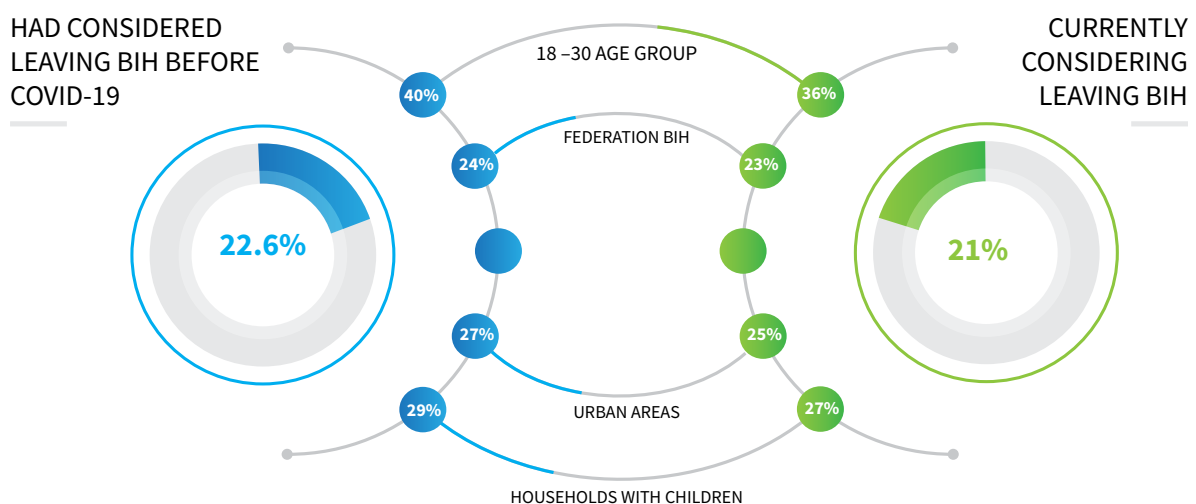 HAD CONSIDERED
LEAVING BIH BEFORE
COVID-19
CURRENTLY
CONSIDERING
LEAVING BIH
18 –30 AGE GROUP
40%
36%
FEDERATION BIH
24%
23%
22.6%
21%
27%
25%
URBAN AREAS
29%
27%
HOUSEHOLDS WITH CHILDREN